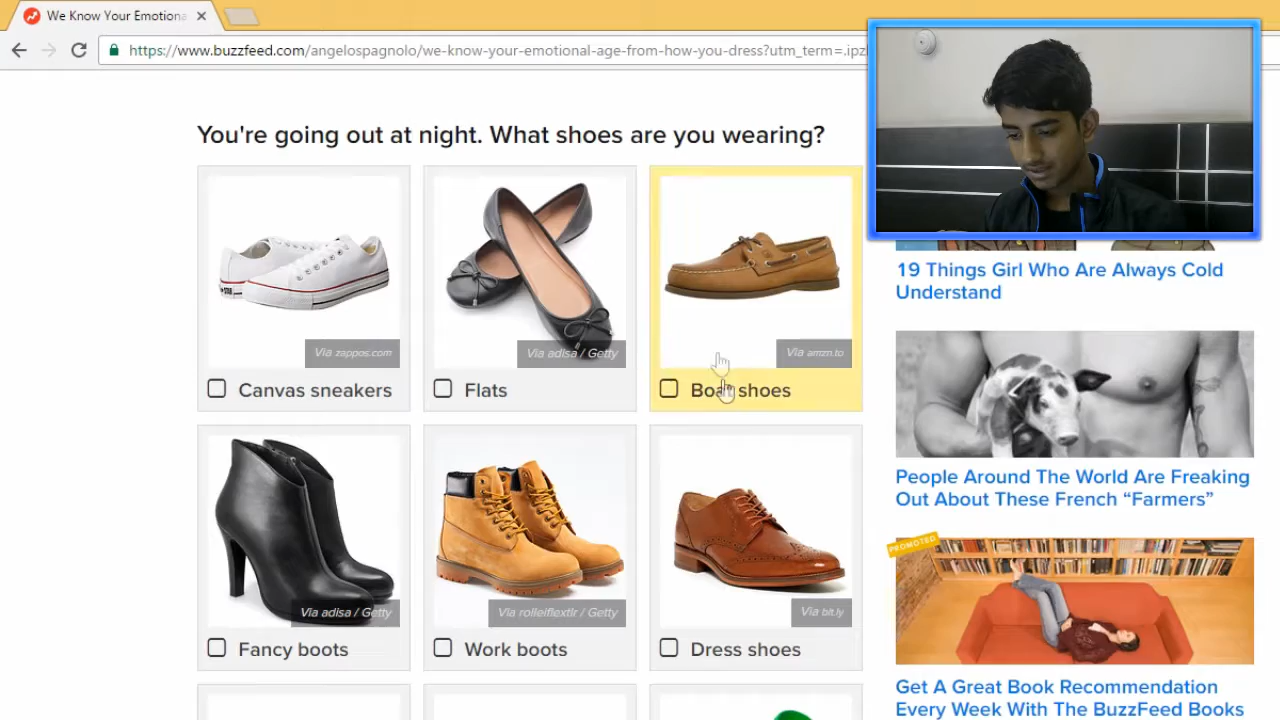 We Know Your Emotiona
https://www.buzzfeed.com/angelospagnolo/we-know-your-emotional-age-from-how-you-dress?utm_term=.ipz
You're going out at night. What shoes are you wearing?
Via zappos.com
Via adisa / Getty
Via amzn.to
Canvas sneakers
Flats
Boat shoes
Via adisa / Getty
Via rolleiflextlr / Getty
Via bit.ly
Fancy boots
Work boots
Dress shoes
19 Things Girl Who Are Always Cold
Understand
People Around The World Are Freaking
Out About These French “Farmers”
PROMOTED
Get A Great Book Recommendation
Every Week With The BuzzFeed Books